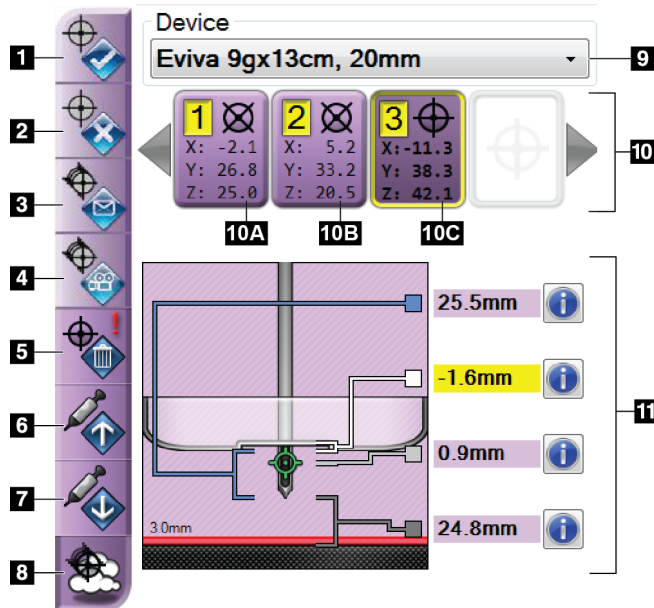 Device
1
Eviva 9gx13cm, 20mm
9
2
1
2
3
X: -2.1
X: 5.2
X:-11.3
Y: 26.8
Y: 33.2
Y: 38.3
Z: 25.0
Z: 20.5
Z: 42.1
10
3
10A
10B
10C
4
25.5mm
5
!
-1.6mm
11
6
0.9mm
7
3.0mm
24.8mm
8